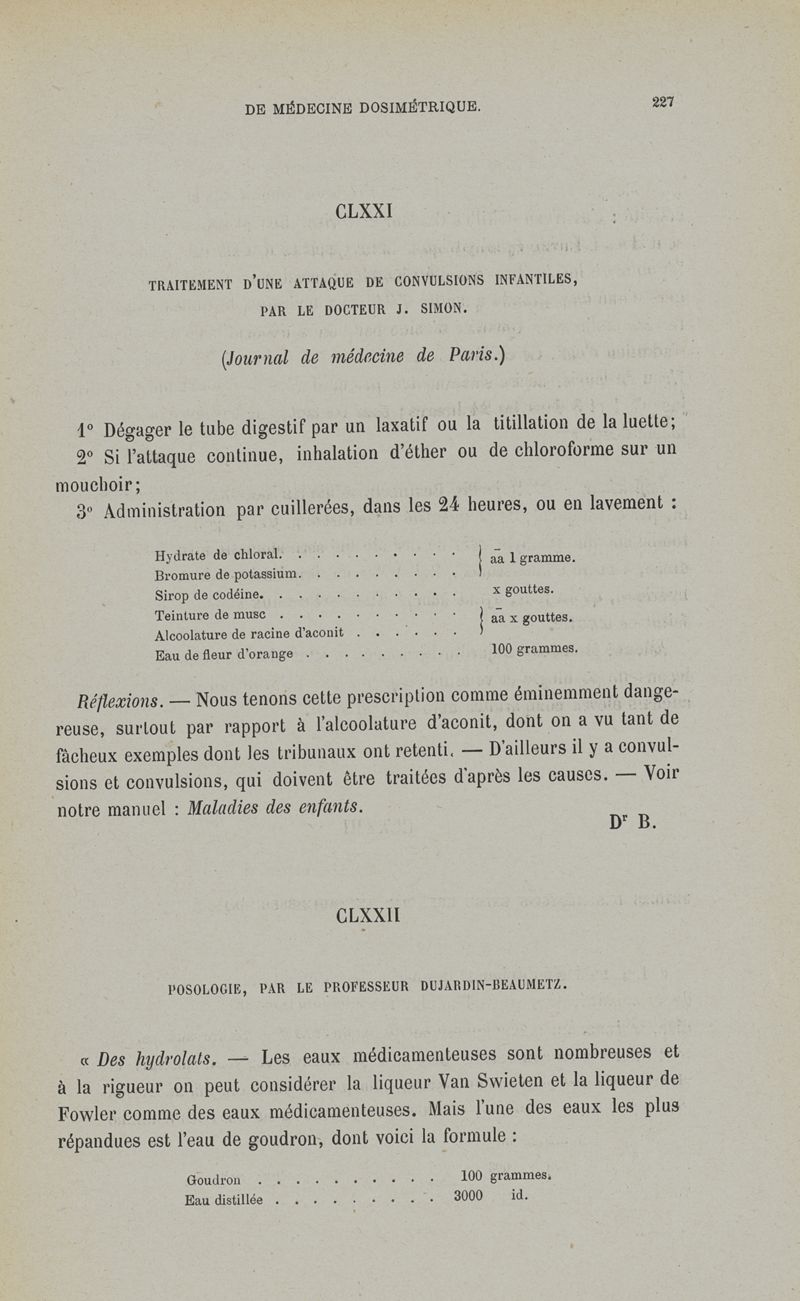 DE MÉDECINE DOSIMÉTRIQUE. 227
CLXXI
TRAITEMENT D'UNE ATTAQUE DE CONVULSIONS INFANTILES,
PAR LE DOCTEUR J. SIMON.
(Journal de médecine de Paris.)
1° Dégager le tube digestif par un laxatif ou la titillation de la luette;
2° Si l'attaque continue, inhalation d'éther ou de chloroforme sur un
mouchoir;
3° Administration par cuillerées, dans les 24 heures, ou en lavement :
Hydrate de chloral. . . . . . . . . . } āa 1 gramme.
Bromure de potassium. . . . . . . . . }
Sirop de codéine. . . . . . . . . . . x gouttes.
Teinture de musc . . . . . . . . . . } āa x gouttes.
Alcoolature de racine d'aconit . . . . . . }
Eau de fleur d'orange . . . . . . . . . 100 grammes.
Réflexions. — Nous tenons cette prescription comme éminemment dange-
reuse, surtout par rapport à l'alcoolature d'aconit, dont on a vu tant de
fâcheux exemples dont les tribunaux ont retenti. — D'ailleurs il y a convul-
sions et convulsions, qui doivent être traitées d'après les causes. — Voir
notre manuel : Maladies des enfants.
Dr B.
CLXXII
POSOLOGIE, PAR LE PROFESSEUR DUJARDIN-BEAUMETZ.
« Des hydrolats. — Les eaux médicamenteuses sont nombreuses et
à la rigueur on peut considérer la liqueur Van Swieten et la liqueur de
Fowler comme des eaux médicamenteuses. Mais l'une des eaux les plus
répandues est l'eau de goudron, dont voici la formule :
Goudron . . . . . . . . . . 100 grammes.
Eau distillée . . . . . . . . . 3000 id.